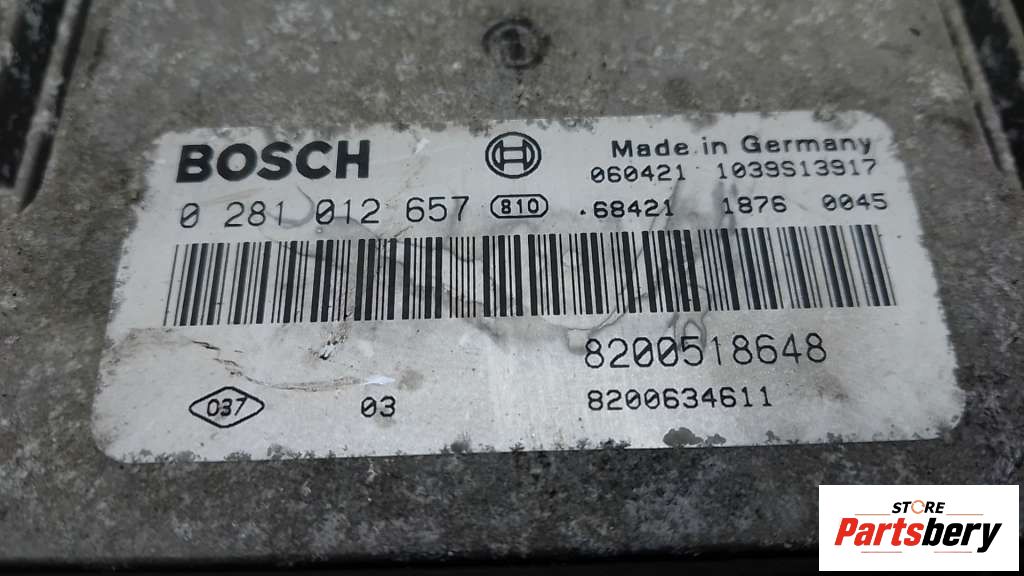 BOSCH
Made in Germany
060421 1039S13917
0 281 012 657 810 .68421 1876 0045
8200518648
037 03 8200634611
STORE
Partsbery